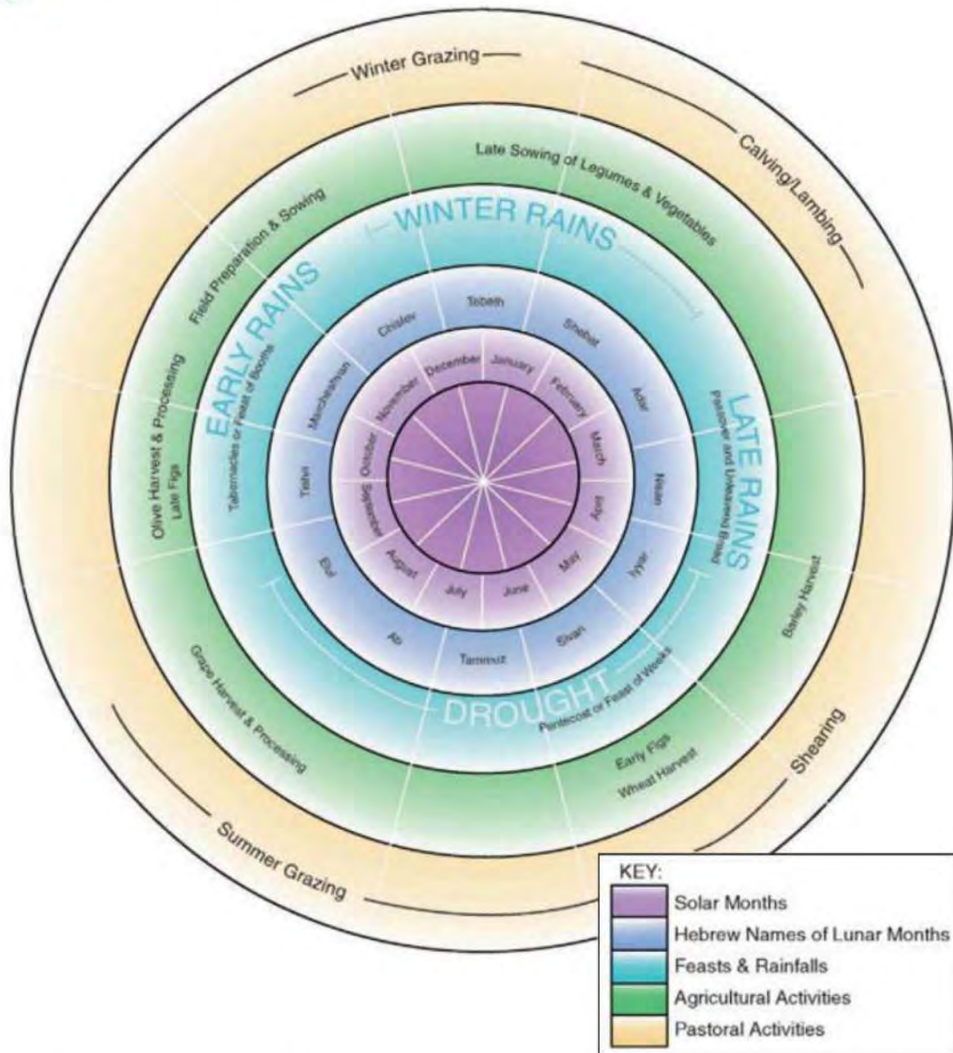 Winter Grazing
Calving/Lambing
Shearing
Summer Grazing
Late Sowing of Legumes & Vegetables
Barley Harvest
Early Figs
Wheat Harvest
Grape Harvest & Processing
Olive Harvest & Processing
Late Figs
Field Preparation & Sowing
WINTER RAINS
LATE RAINS
Passover and Unleavened Bread
DROUGHT
Pentecost or Feast of Weeks
EARLY RAINS
Tabernacles or Feast of Booths
Tebeth
Shebat
Adar
Nisan
Iyyar
Sivan
Tammuz
Ab
Elul
Tishri
Marcheshvan
Chislev
January
February
March
April
May
June
July
August
September
October
November
December
KEY:
Solar Months
Hebrew Names of Lunar Months
Feasts & Rainfalls
Agricultural Activities
Pastoral Activities